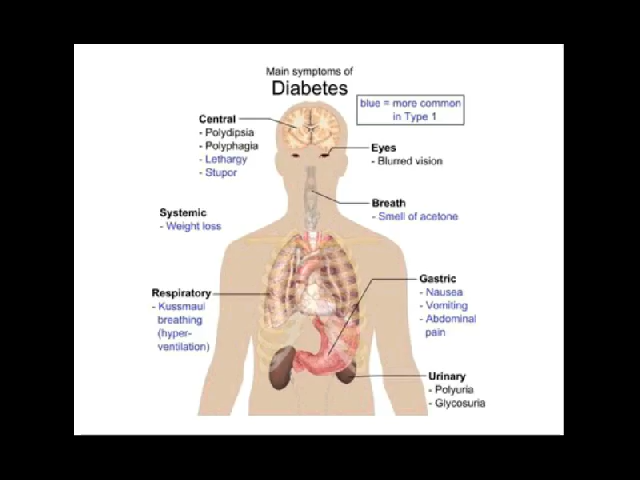 Main symptoms of
Diabetes
blue = more common
in Type 1
Central
- Polydipsia
- Polyphagia
- Lethargy
- Stupor
Eyes
- Blurred vision
Breath
- Smell of acetone
Systemic
- Weight loss
Gastric
- Nausea
- Vomiting
- Abdominal
pain
Respiratory
- Kussmaul
breathing
(hyper-
ventilation)
Urinary
- Polyuria
- Glycosuria